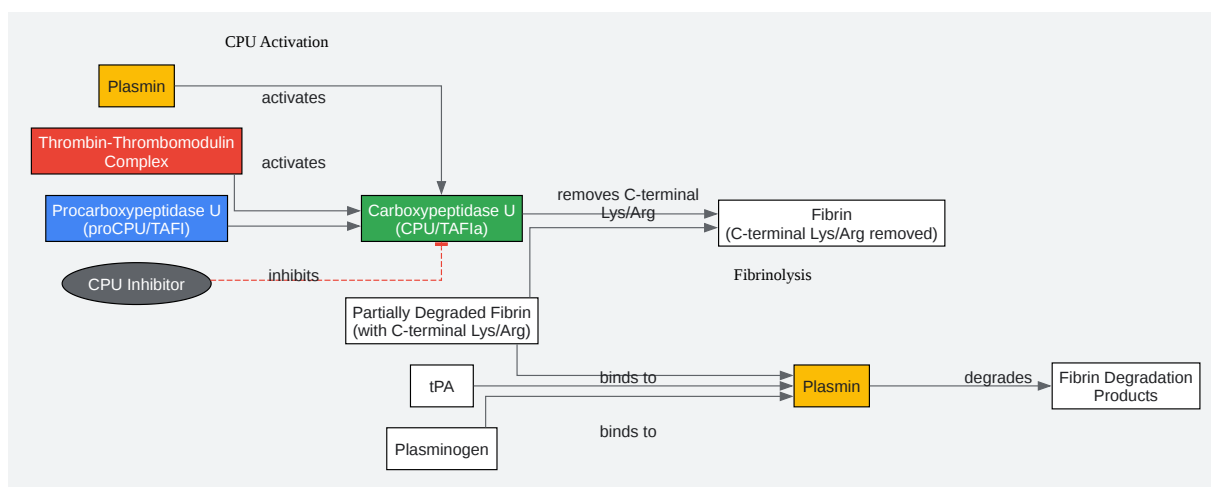 CPU Activation
Plasmin
activates
Thrombin-Thrombomodulin
Complex
activates
Procarboxypeptidase U
(proCPU/TAFI)
Carboxypeptidase U
(CPU/TAFIa)
removes C-terminal
Lys/Arg
Fibrin
(C-terminal Lys/Arg removed)
CPU Inhibitor
inhibits
Fibrinolysis
Partially Degraded Fibrin
(with C-terminal Lys/Arg)
tPA
binds to
Plasmin
degrades
Fibrin Degradation
Products
Plasminogen
binds to